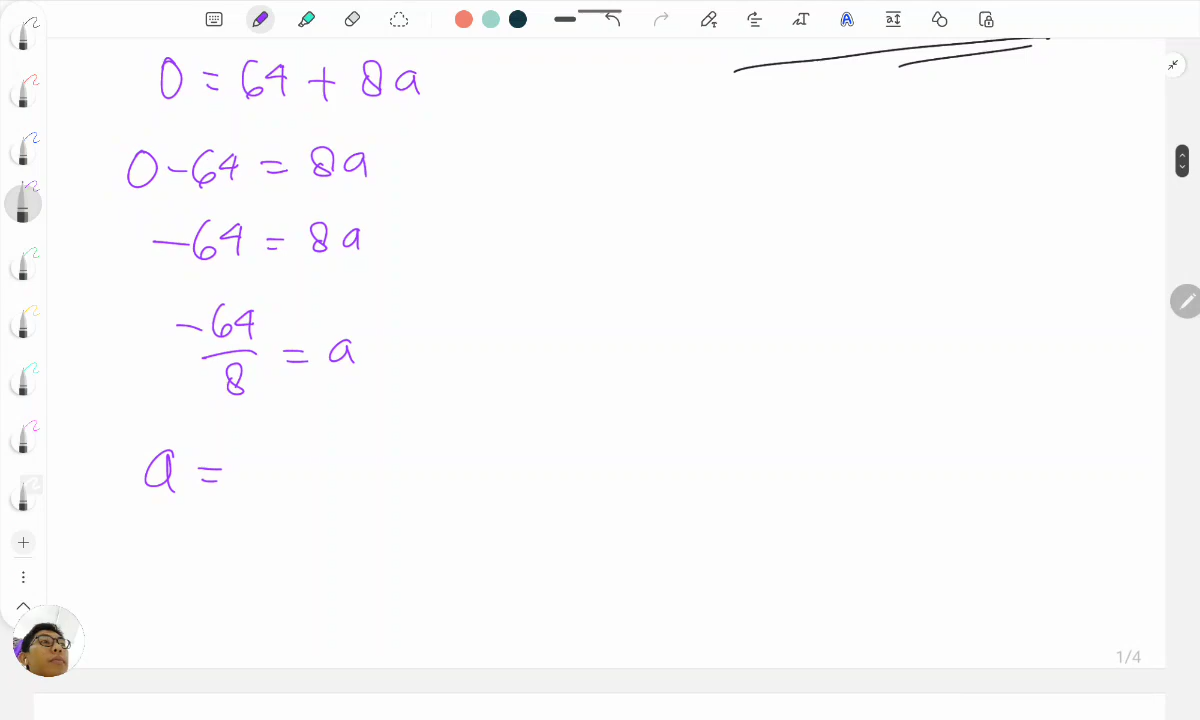 0 = 64 + 8a
0 - 64 = 8a
-64 = 8a
-64/8 = a
a =
1/4